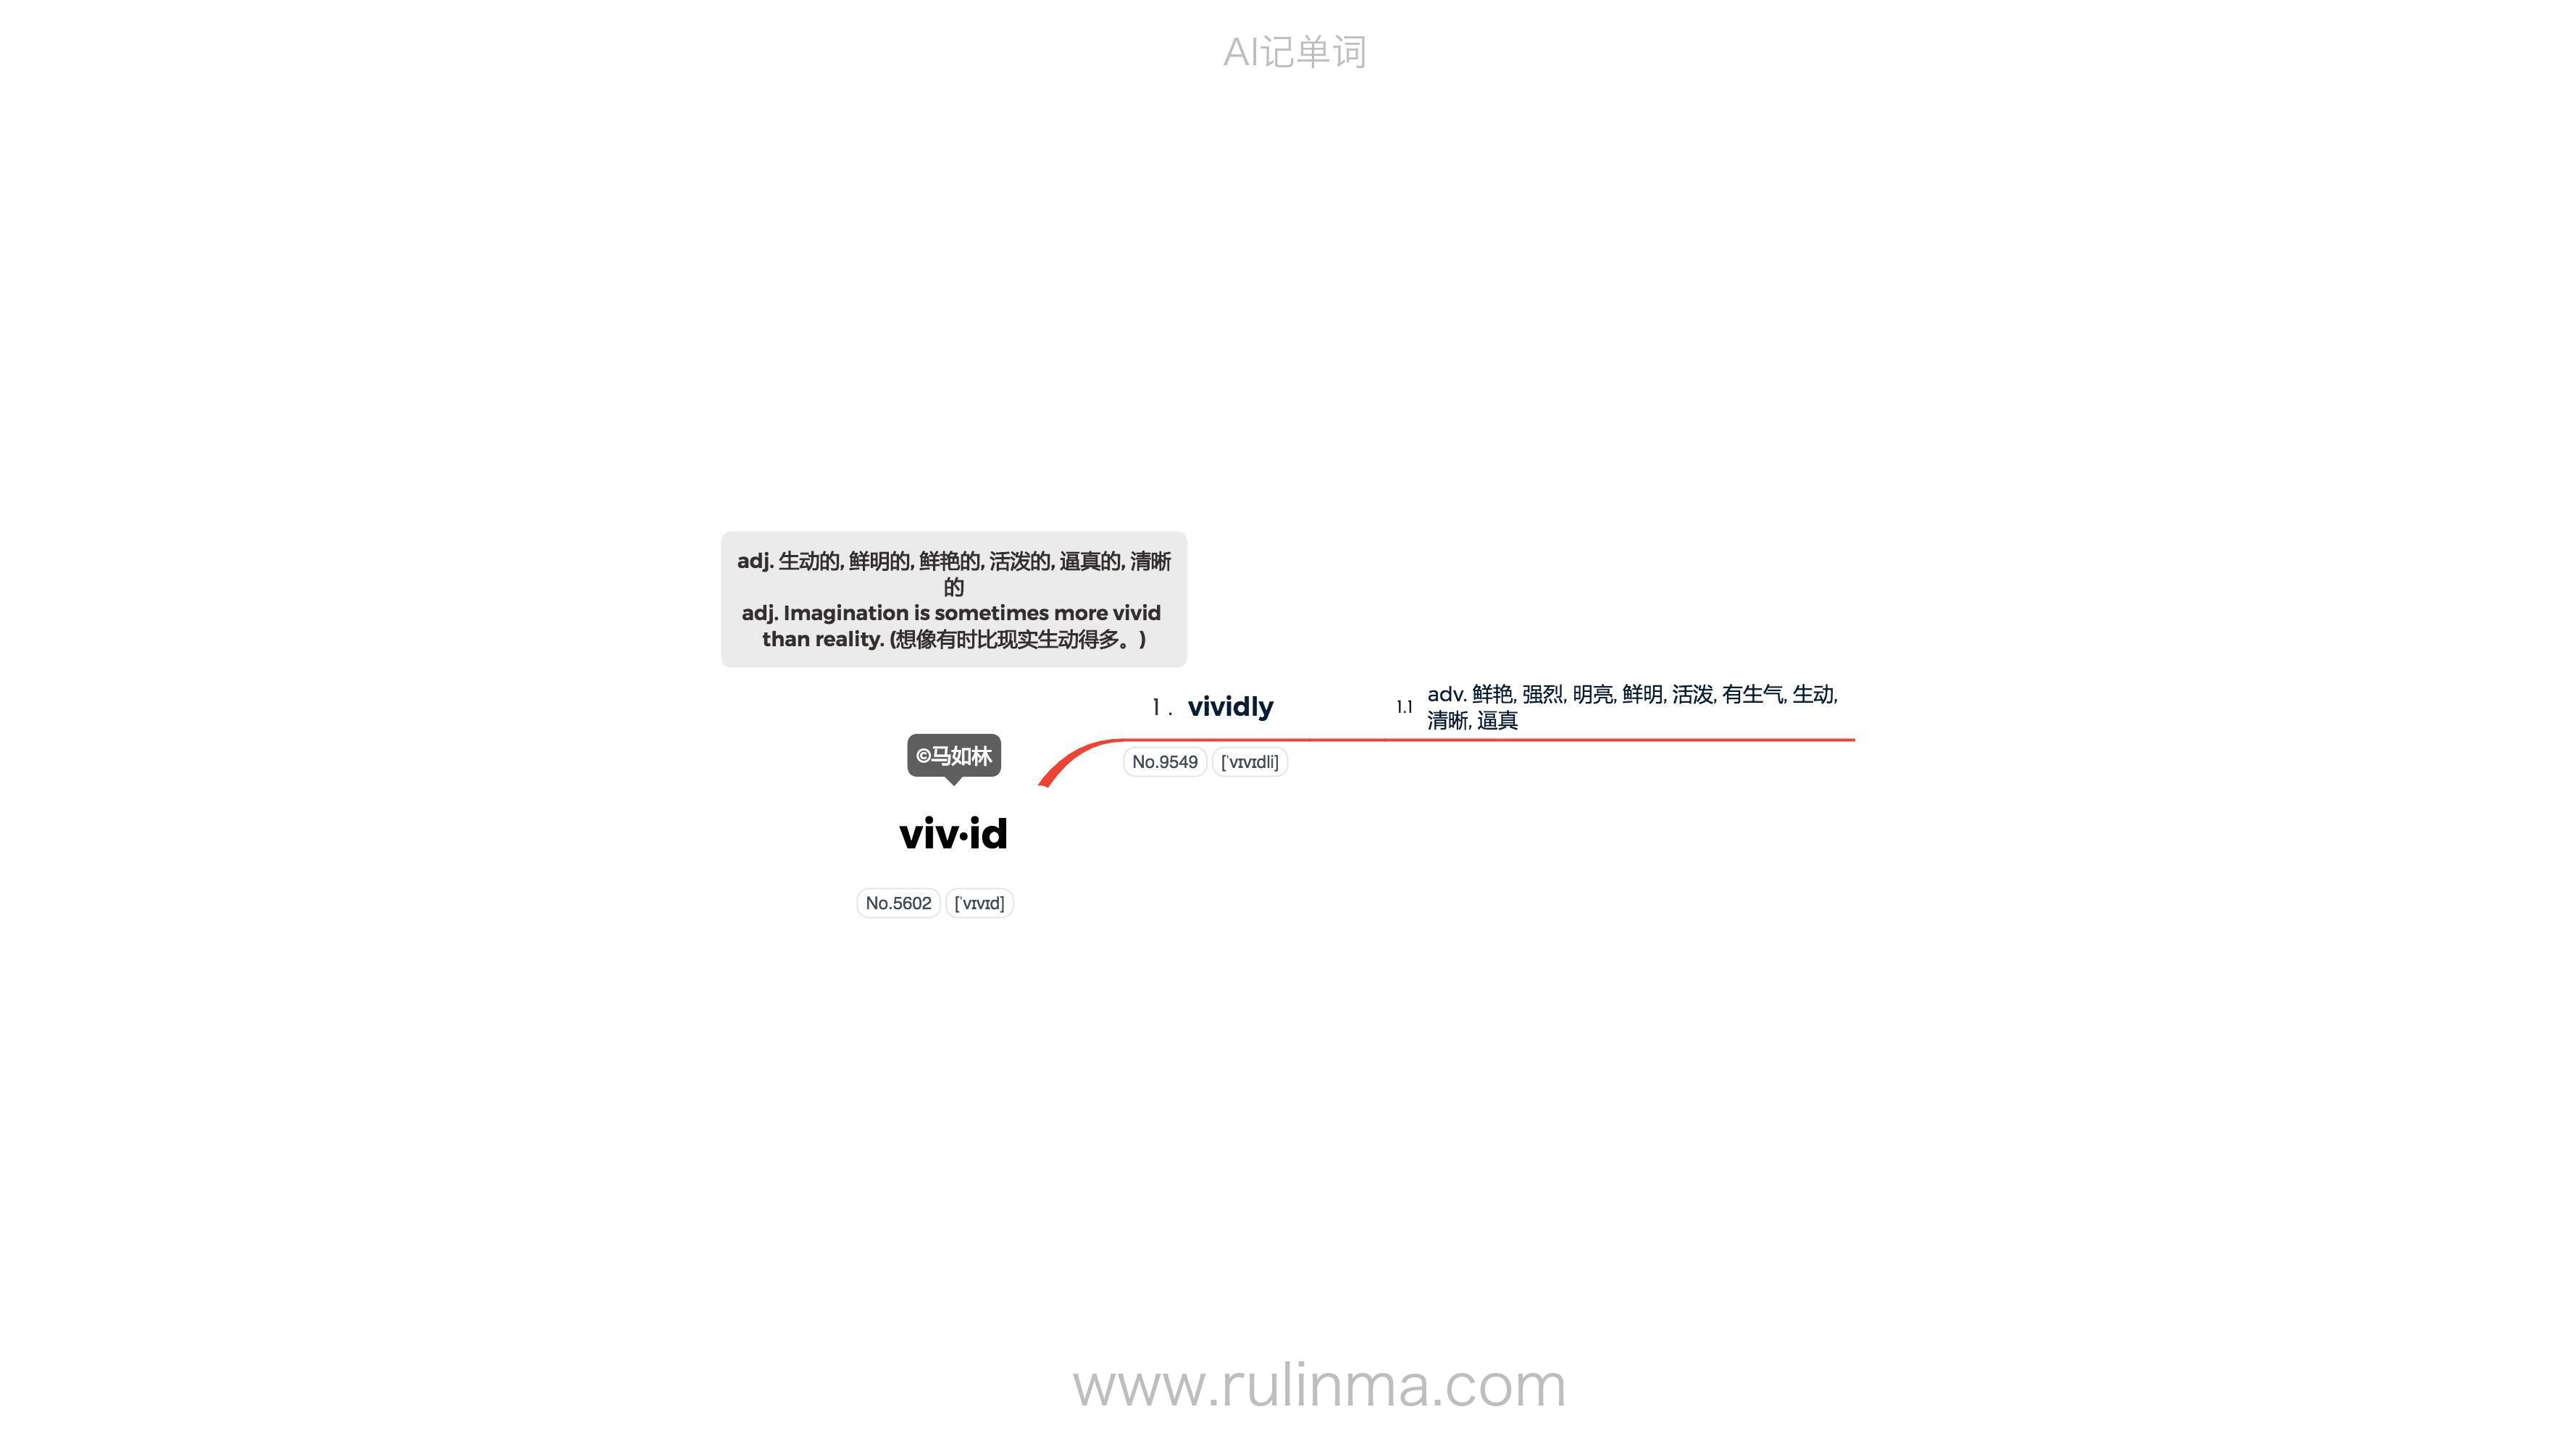 AI记单词
adj. 生动的, 鲜明的, 鲜艳的, 活泼的, 逼真的, 清晰
的
adj. Imagination is sometimes more vivid
than reality. (想像有时比现实生动得多。)
1 . vividly
1.1 adv. 鲜艳, 强烈, 明亮, 鲜明, 活泼, 有生气, 生动,
清晰, 逼真
No.9549 [ˈvɪvɪdli]
©马如林
viv·id
No.5602 [ˈvɪvɪd]
www.rulinma.com